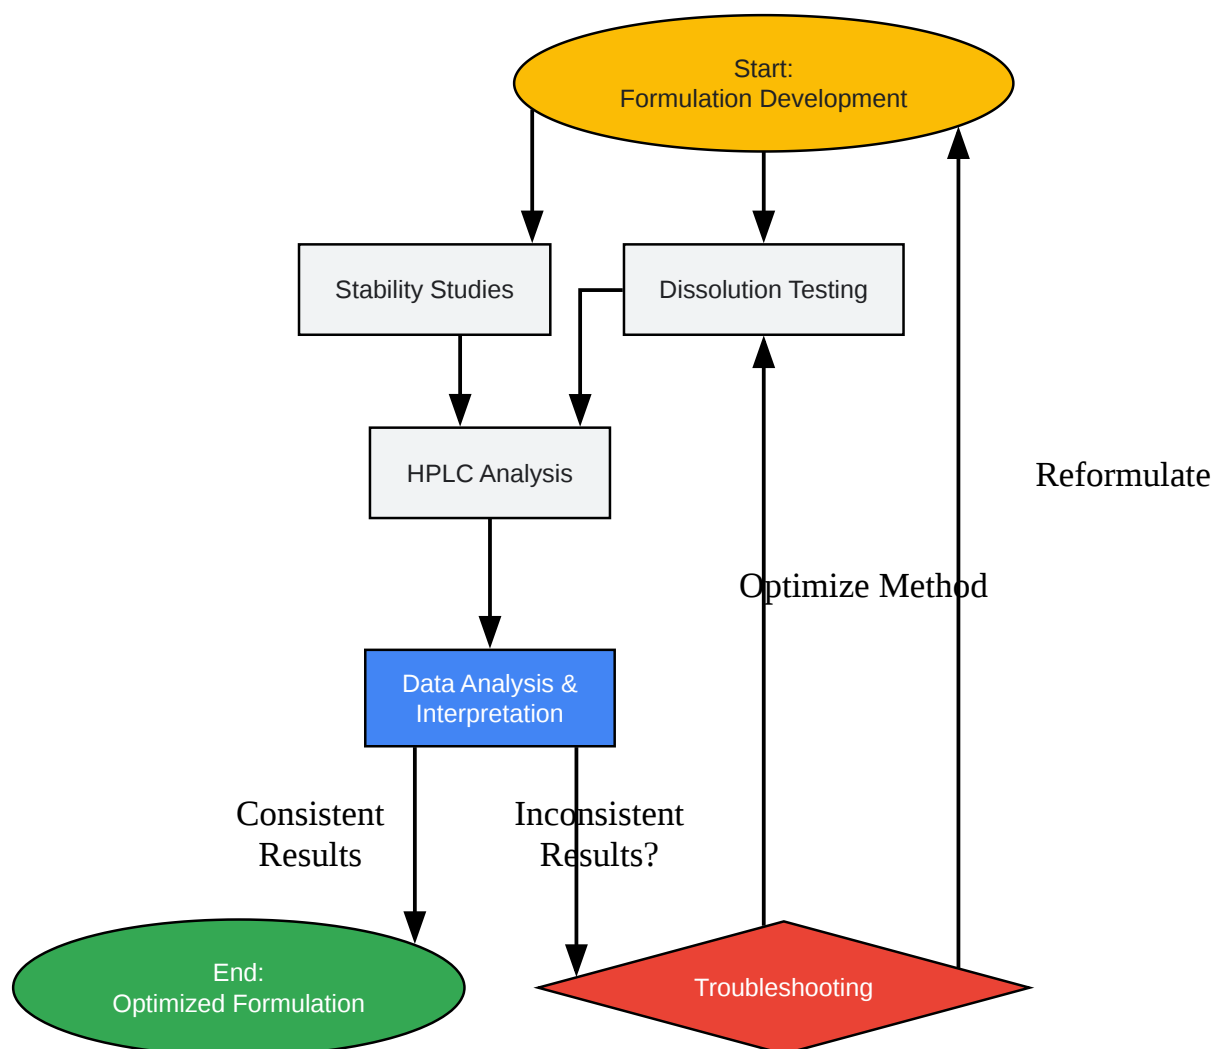 Start:
Formulation Development
Stability Studies
Dissolution Testing
HPLC Analysis
Reformulate
Optimize Method
Data Analysis &
Interpretation
Consistent
Results
Inconsistent
Results?
End:
Optimized Formulation
Troubleshooting